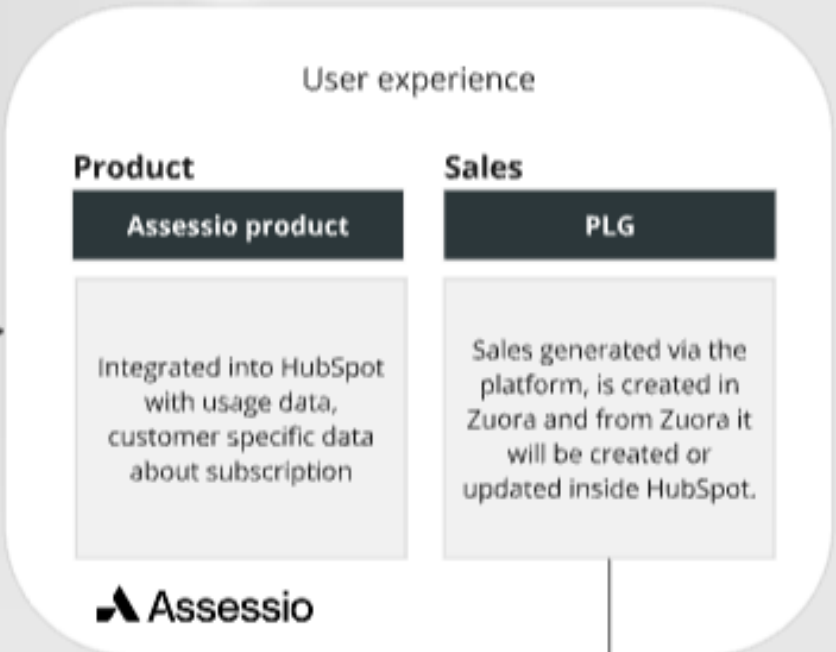 User experience
Product
Assessio product
Integrated into HubSpot
with usage data,
customer specific data
about subscription
Sales
PLG
Sales generated via the
platform, is created in
Zuora and from Zuora it
will be created or
updated inside HubSpot.
Assessio